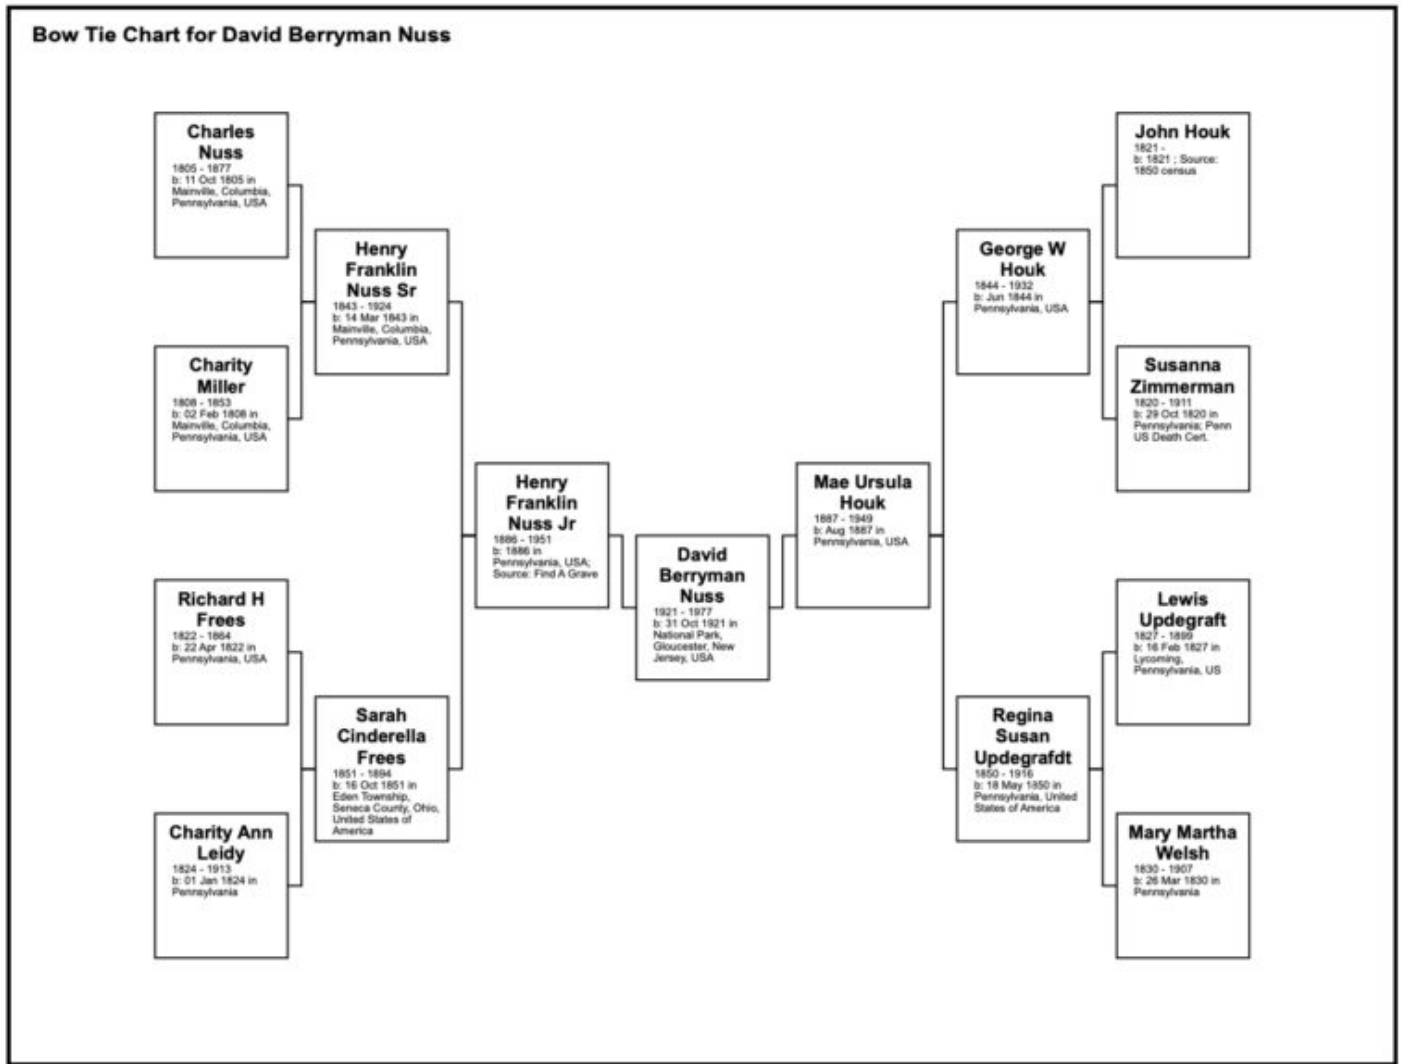 Bow Tie Chart for David Berryman Nuss
Charles
Nuss
1805 - 1877
b: 11 Oct 1805 in
Mainville, Columbia,
Pennsylvania, USA
Charity
Miller
1808 - 1853
b: 02 Feb 1808 in
Mainville, Columbia,
Pennsylvania, USA
Richard H
Frees
1822 - 1864
b: 22 Apr 1822 in
Pennsylvania, USA
Charity Ann
Leidy
1824 - 1913
b: 01 Jan 1824 in
Pennsylvania
Henry
Franklin
Nuss Sr
1843 - 1924
b: 14 Mar 1843 in
Mainville, Columbia,
Pennsylvania, USA
Sarah
Cinderella
Frees
1851 - 1894
b: 16 Oct 1851 in
Eden Township,
Seneca County, Ohio,
United States of
America
Henry
Franklin
Nuss Jr
1886 - 1951
b: 1886 in
Pennsylvania, USA;
Source: Find A Grave
David
Berryman
Nuss
1921 - 1977
b: 31 Oct 1921 in
National Park,
Gloucester, New
Jersey, USA
Mae Ursula
Houk
1887 - 1949
b: Aug 1887 in
Pennsylvania, USA
George W
Houk
1844 - 1932
b: Jun 1844 in
Pennsylvania, USA
Regina
Susan
Updegrafdt
1850 - 1916
b: 18 May 1850 in
Pennsylvania, United
States of America
John Houk
1821 -
b: 1821 ; Source:
1850 census
Susanna
Zimmerman
1820 - 1911
b: 29 Oct 1820 in
Pennsylvania; Penn
US Death Cert.
Lewis
Updegraft
1827 - 1899
b: 16 Feb 1827 in
Lycoming,
Pennsylvania, US
Mary Martha
Welsh
1830 - 1907
b: 26 Mar 1830 in
Pennsylvania